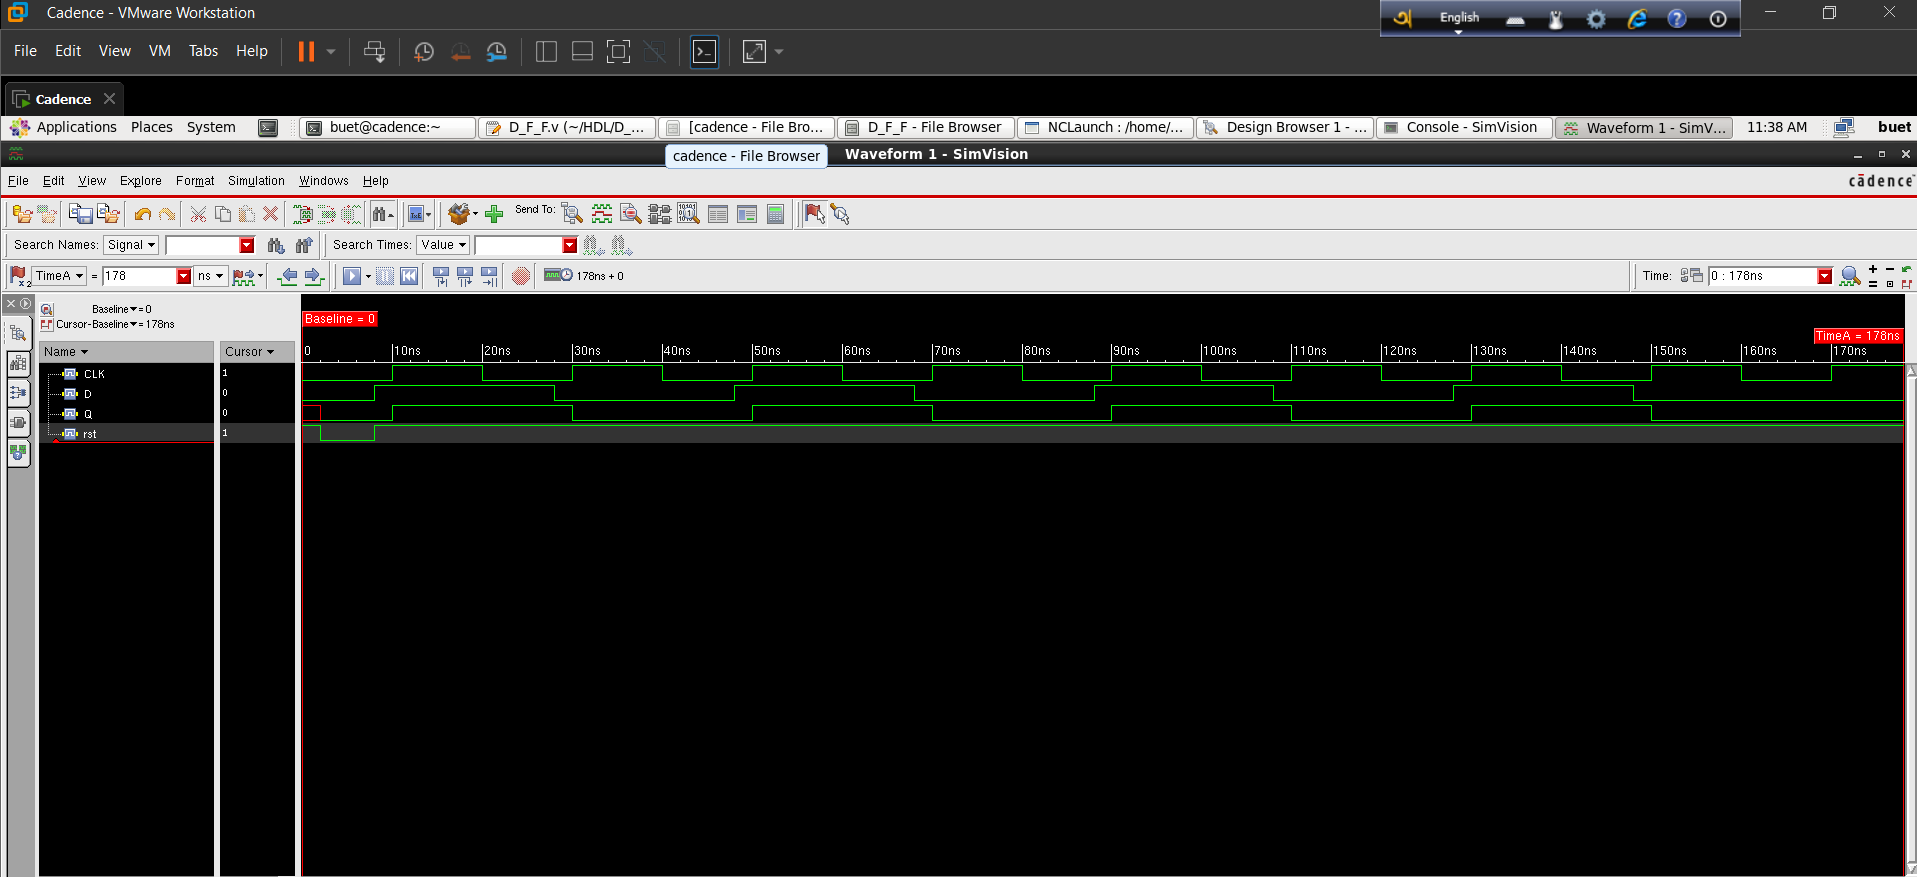 Cadence - VMware Workstation
English
File Edit View VM Tabs Help
Cadence
Applications Places System buet@cadence:~ D_F_F.v (~/HDL/D_... [cadence - File Bro... D_F_F - File Browser NCLaunch : /home/... Design Browser 1 - ... Console - SimVision Waveform 1 - SimV... 11:38 AM buet
cadence - File Browser
Waveform 1 - SimVision
File Edit View Explore Format Simulation Windows Help
cādence
Send To:
Search Names: Signal Search Times: Value
TimeA = 178 ns 178ns + 0 Time: 0 : 178ns
Baseline = 0
Cursor-Baseline = 178ns
Baseline = 0
TimeA = 178ns
Name Cursor
0 10ns 20ns 30ns 40ns 50ns 60ns 70ns 80ns 90ns 100ns 110ns 120ns 130ns 140ns 150ns 160ns 170ns
CLK 1
D 0
Q 0
rst 1